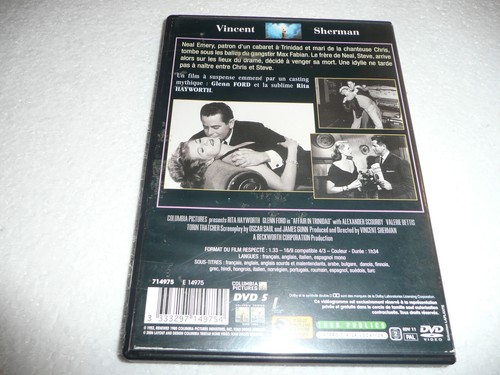 Vincent Sherman
Neal Emery, patron d'un cabaret à Trinidad et mari de la chanteuse Chris,
tombe sous les balles du gangster Max Fabian. Le frère de Neal, Steve, arrive
alors sur les lieux du drame, décidé à venger sa mort. Une idylle ne tarde
pas à naître entre Chris et Steve.
Un film à suspense emmené par un casting
mythique : Glenn FORD et la sublime Rita
HAYWORTH.
COLUMBIA PICTURES presents RITA HAYWORTH GLENN FORD in "AFFAIR IN TRINIDAD" with ALEXANDER SCOURBY VALERIE BETTIS
TORIN THATCHER Screenplay by OSCAR SAUL and JAMES GUNN Produced and Directed by VINCENT SHERMAN
A BECKWORTH CORPORATION Production
FORMAT DU FILM RESPECTÉ : 1.33 – 16/9 compatible 4/3 – Couleur - Durée : 1h34
LANGUES : français, anglais, espagnol mono
SOUS-TITRES : français, anglais, anglais sourds et malentendants, arabe, bulgare, danois, finnois,
grec, hindi, hongrois, italien, norvégien, portugais, roumain, espagnol, suédois, turc
714975 E 14975
COLUMBIA
PICTURES
DVD 5
3 333297 149754
PAL
DVD
VIDEO